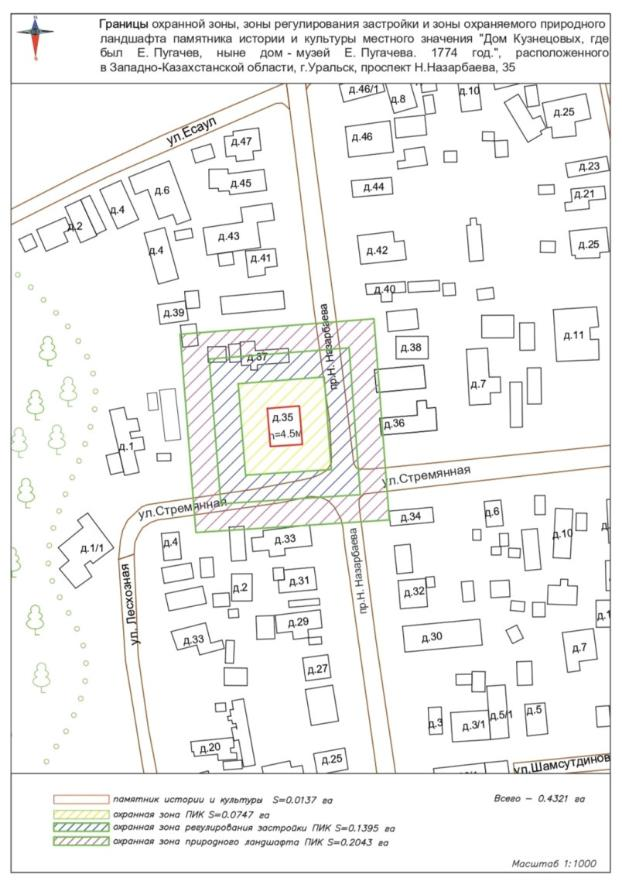 Границы охранной зоны, зоны регулирования застройки и зоны охраняемого природного
ландшафта памятника истории и культуры местного значения "Дом Кузнецовых, где
был Е. Пугачев, ныне дом - музей Е. Пугачева. 1774 год.", расположенного
в Западно-Казахстанской области, г.Уральск, проспект Н.Назарбаева, 35
д.46/1
д.8
д.10
д.25
ул.Есаул
д.47
д.46
д.23
д.6
д.45
д.44
д.21
д.4
д.2
д.43
д.4
д.42
д.25
д.41
д.40
д.39
пр.Н. Назарбаева
д.11
д.38
д.37
д.7
д.35
h=4.5м
д.36
д.1
ул.Стремянная
ул.Стремянная
д.34
д.6
д.10
д.4
д.33
д.1/1
пр.Н. Назарбаева
ул. Лесхозная
д.31
д.2
д.32
д.29
д.33
д.30
д.7
д.27
д.3
д.3/1
д.5/1
д.5
д.20
д.25
ул.Шамсутдинов
памятник истории и культуры S=0.0137 га
Всего – 0.4321 га
охранная зона ПИК S=0.0747 га
охранная зона регулирования застройки ПИК S=0.1395 га
охранная зона природного ландшафта ПИК S=0.2043 га
Масштаб 1:1000